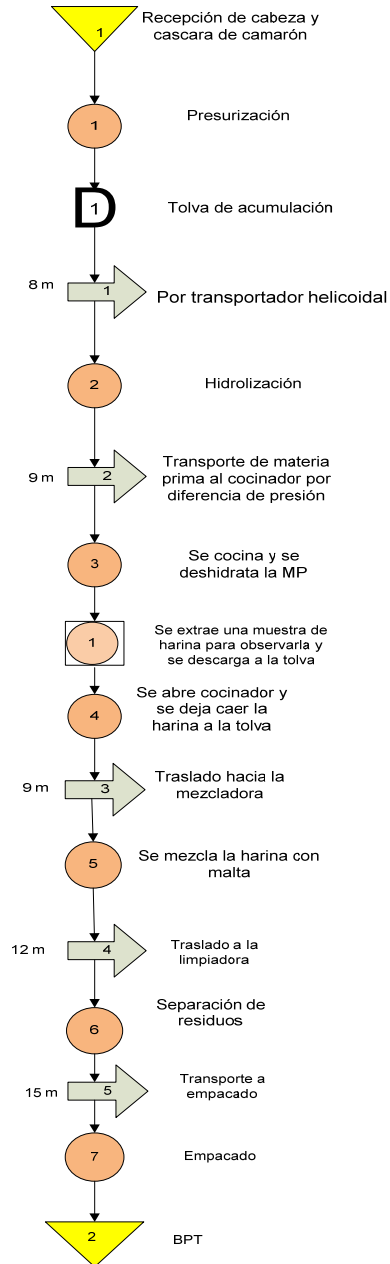 Recepción de cabeza y
cascara de camarón
1
1
Presurización
D
1
Tolva de acumulación
8 m
1
Por transportador helicoidal
2
Hidrolización
9 m
2
Transporte de materia
prima al cocinador por
diferencia de presión
3
Se cocina y se
deshidrata la MP
1
Se extrae una muestra de
harina para observarla y
se descarga a la tolva
4
Se abre cocinador y
se deja caer la
harina a la tolva
9 m
3
Traslado hacia la
mezcladora
5
Se mezcla la harina con
malta
12 m
4
Traslado a la
limpiadora
6
Separación de
residuos
15 m
5
Transporte a
empacado
7
Empacado
2
BPT